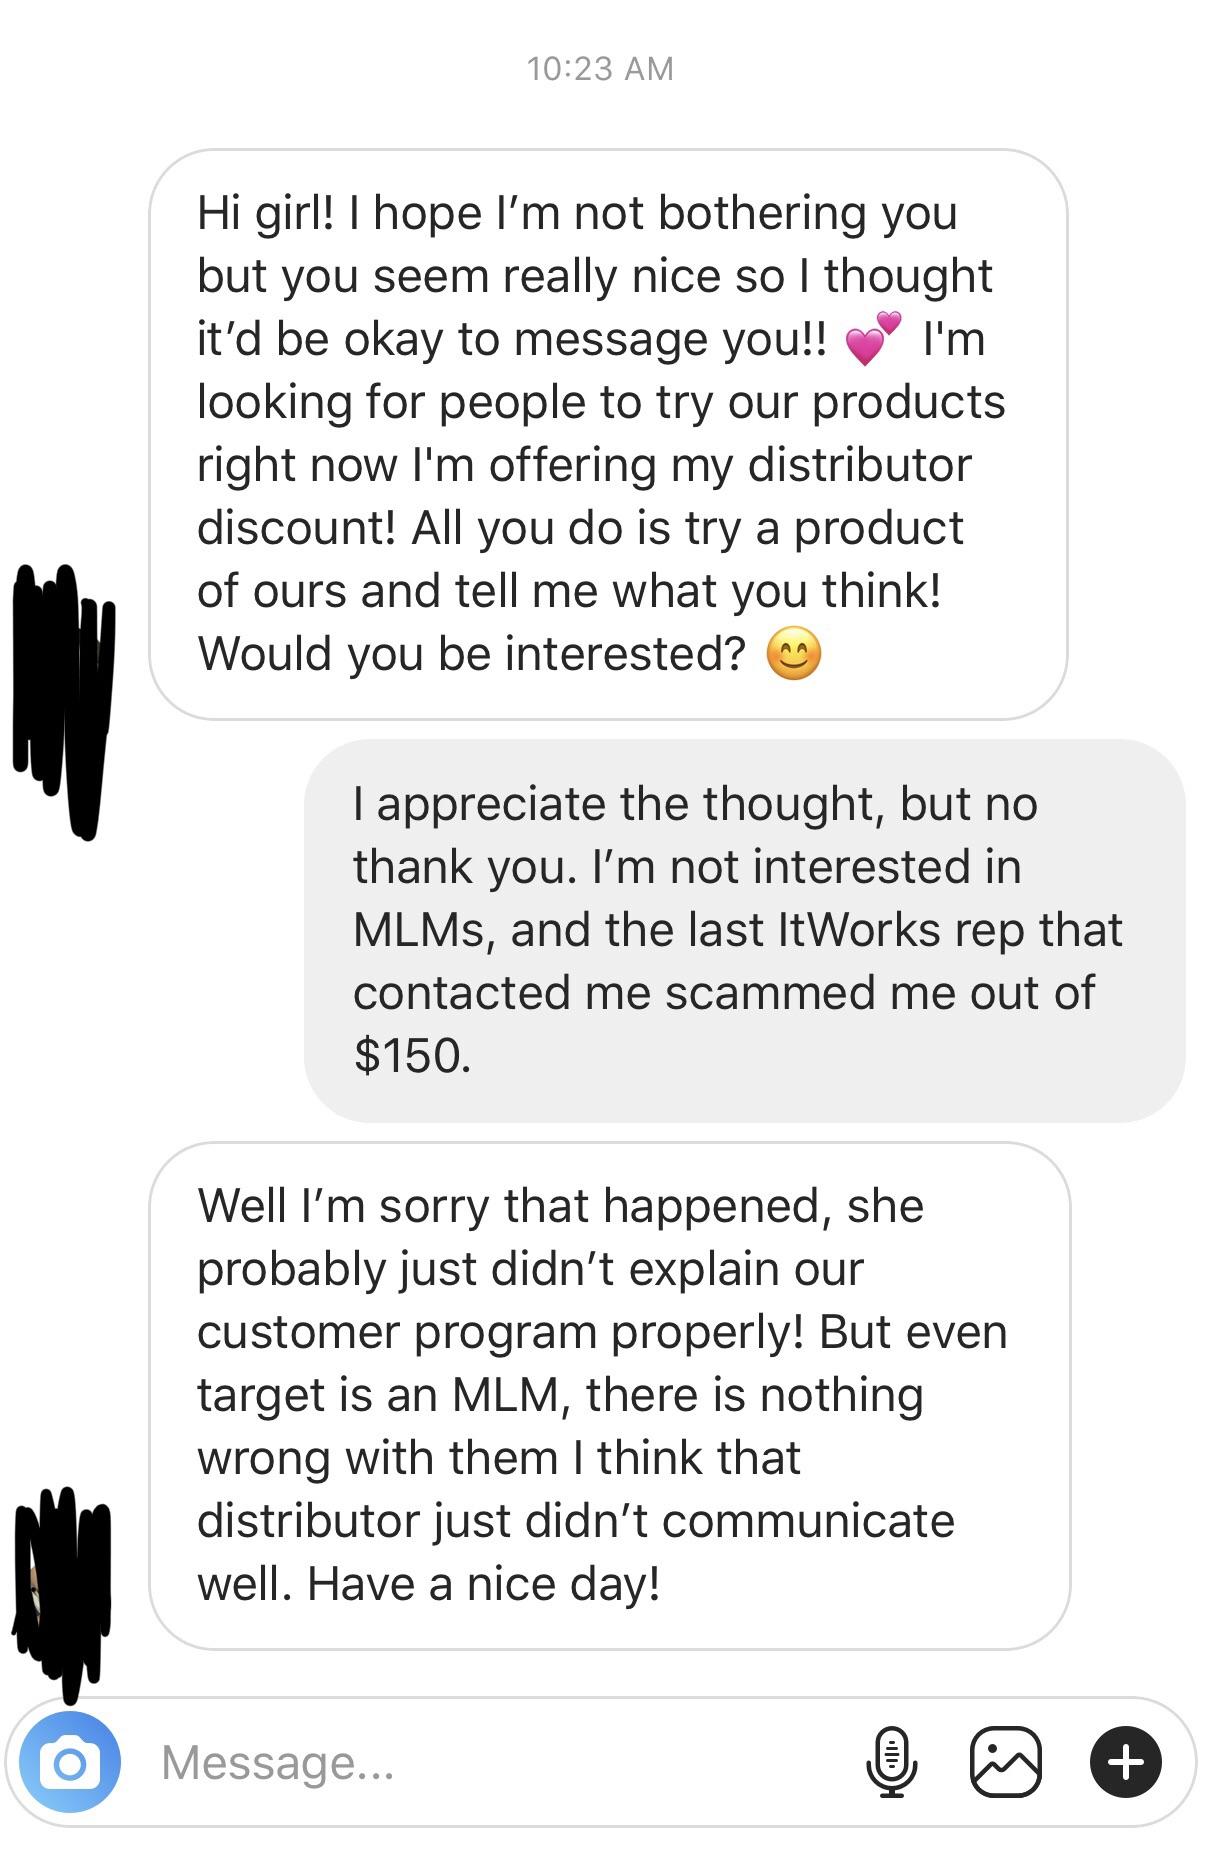 10:23 AM
Hi girl! I hope I’m not bothering you
but you seem really nice so I thought
it’d be okay to message you!! 💕 I'm
looking for people to try our products
right now I'm offering my distributor
discount! All you do is try a product
of ours and tell me what you think!
Would you be interested? 😊
I appreciate the thought, but no
thank you. I’m not interested in
MLMs, and the last ItWorks rep that
contacted me scammed me out of
$150.
Well I’m sorry that happened, she
probably just didn’t explain our
customer program properly! But even
target is an MLM, there is nothing
wrong with them I think that
distributor just didn’t communicate
well. Have a nice day!
Message...